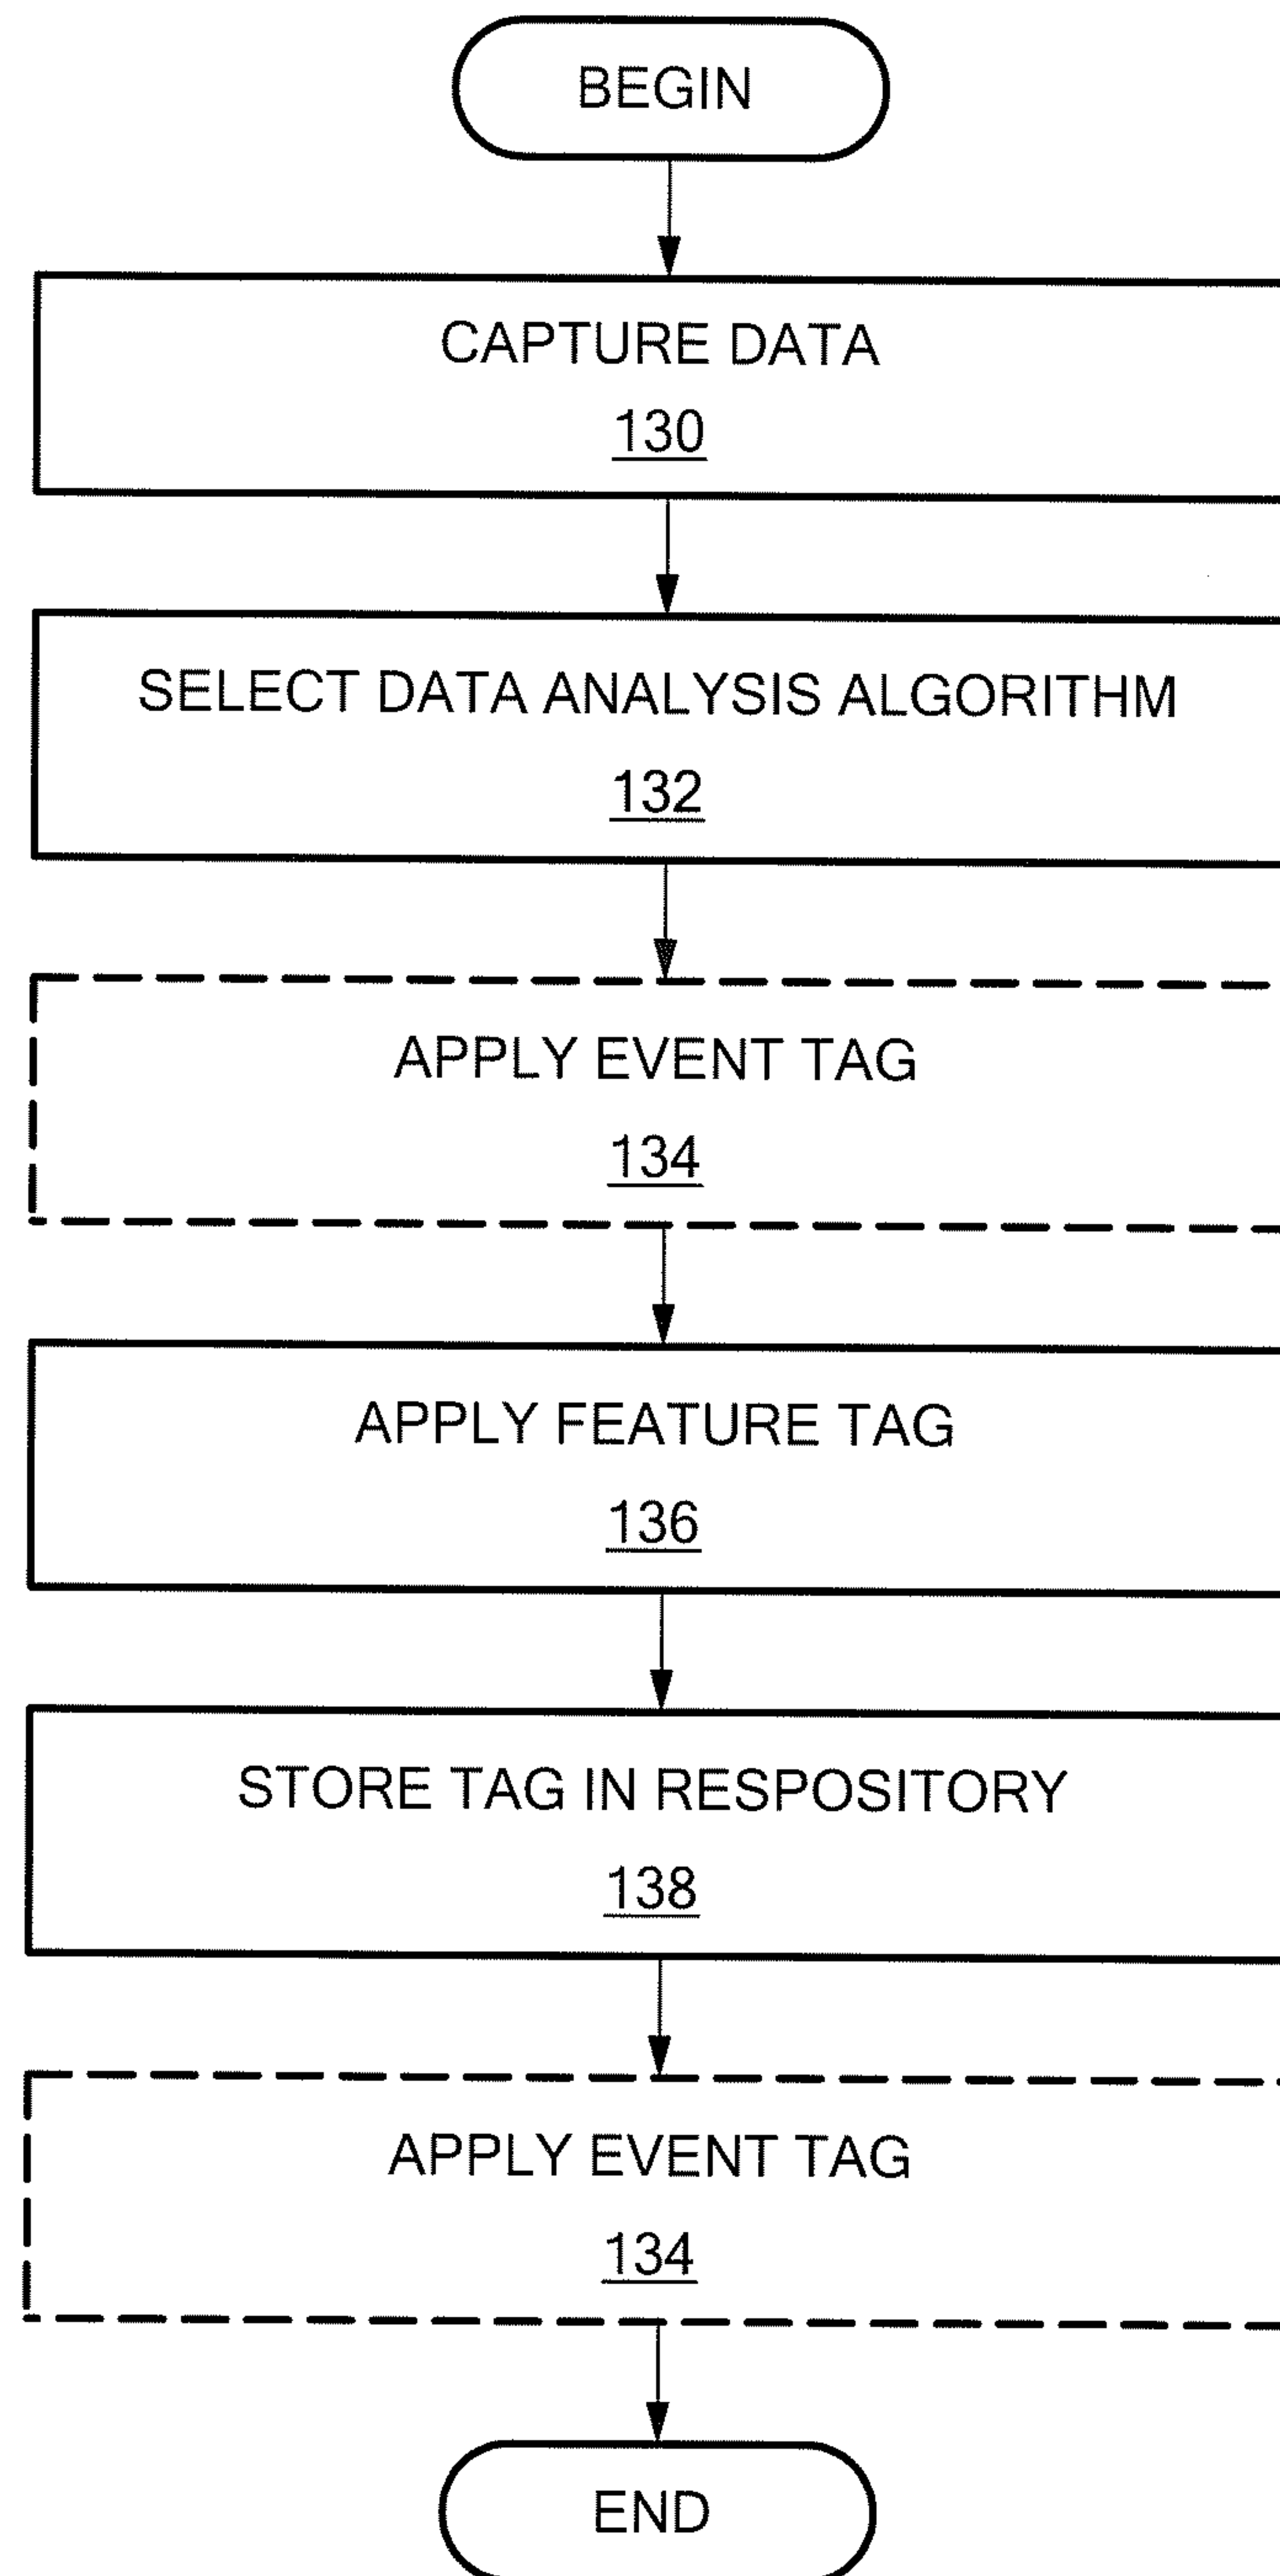 BEGIN
CAPTURE DATA
130
SELECT DATA ANALYSIS ALGORITHM
132
APPLY EVENT TAG
134
APPLY FEATURE TAG
136
STORE TAG IN RESPOSITORY
138
APPLY EVENT TAG
134
END